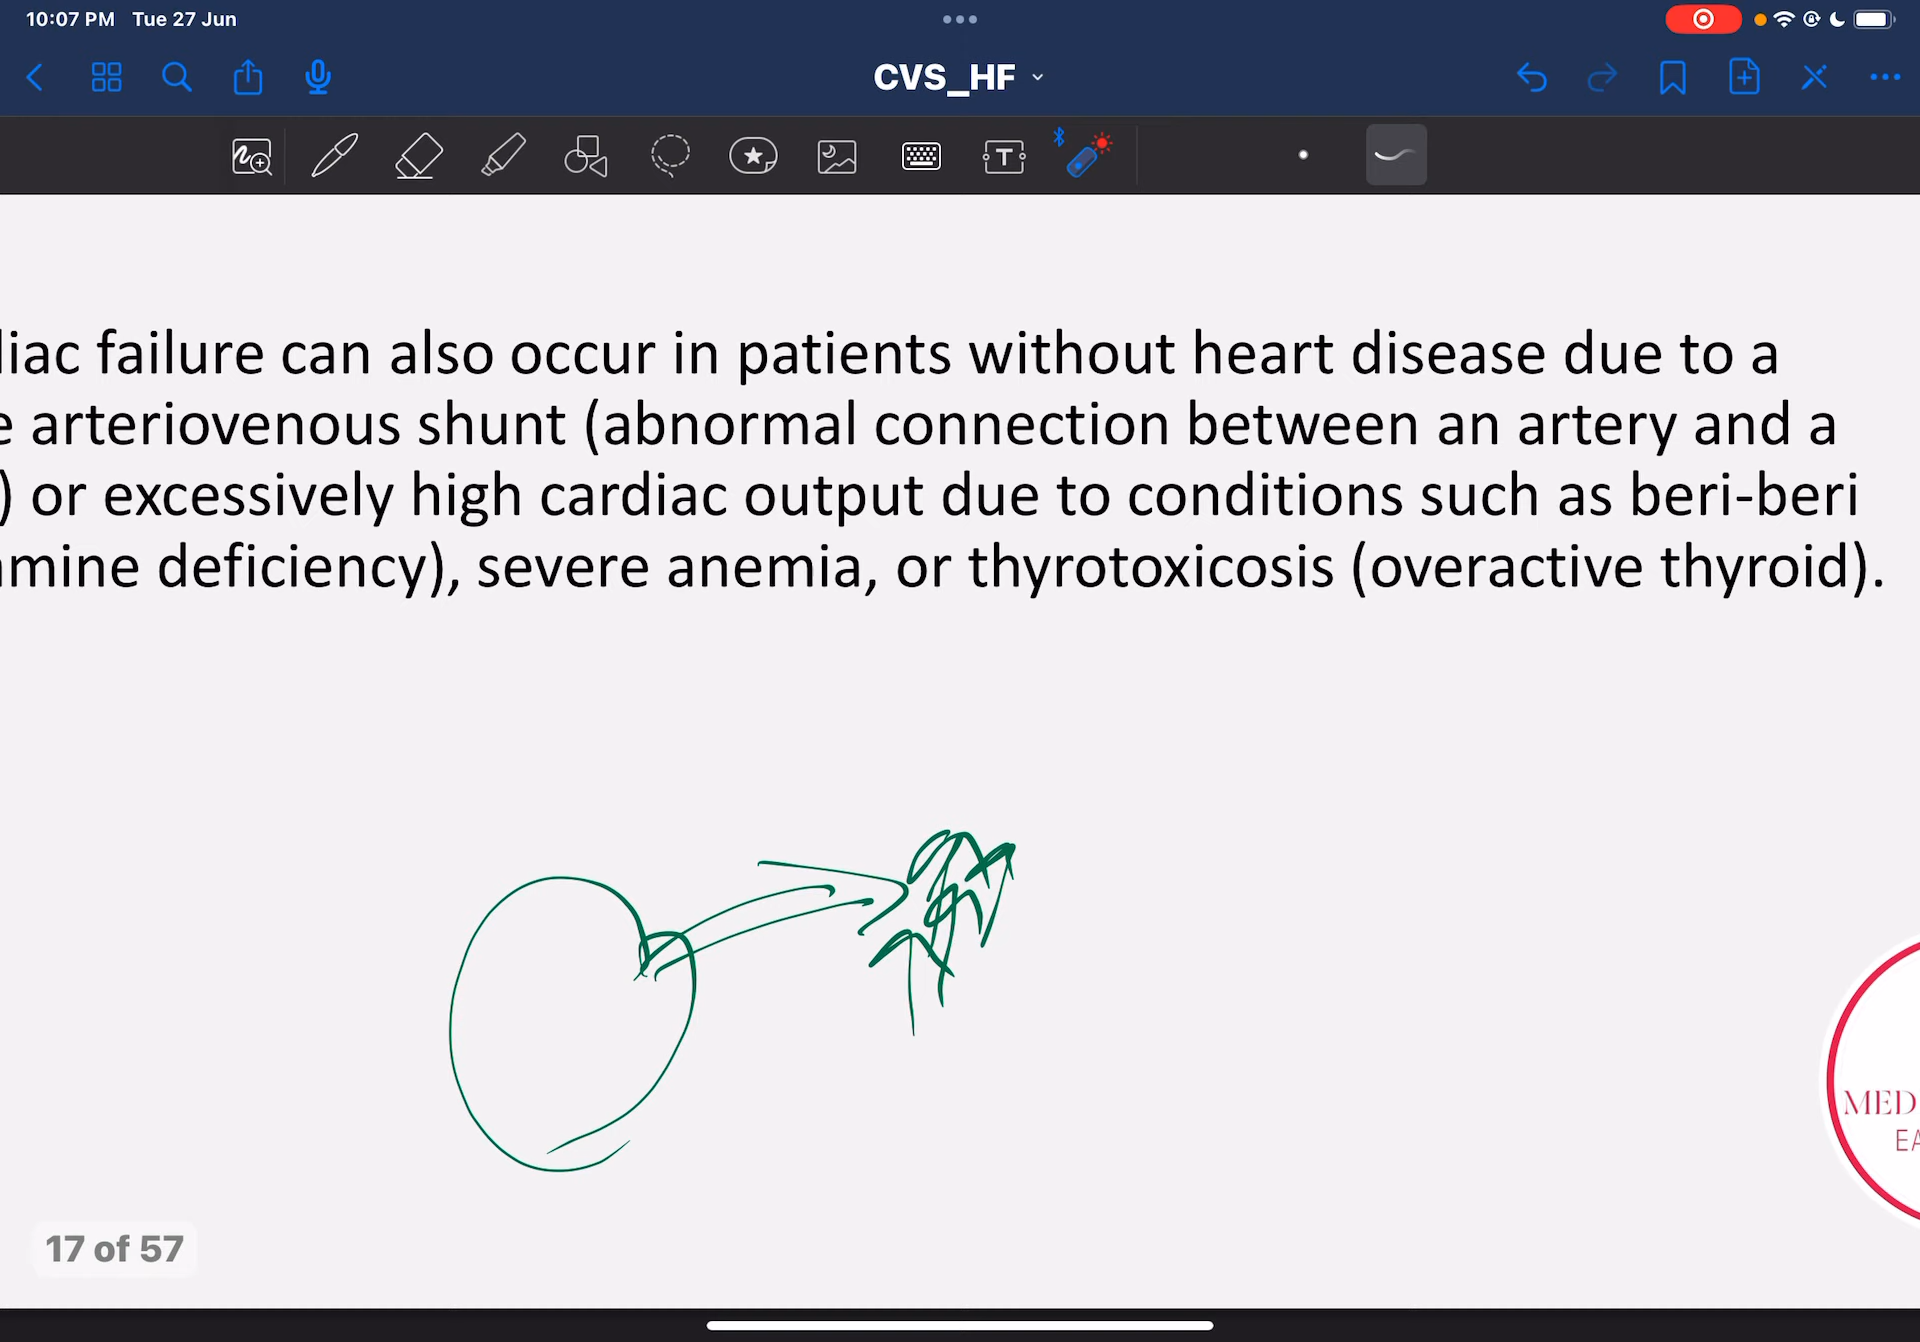 10:07 PM Tue 27 Jun
CVS_HF
T
iac failure can also occur in patients without heart disease due to a
e arteriovenous shunt (abnormal connection between an artery and a
) or excessively high cardiac output due to conditions such as beri-beri
mine deficiency), severe anemia, or thyrotoxicosis (overactive thyroid).
MED
EA
17 of 57